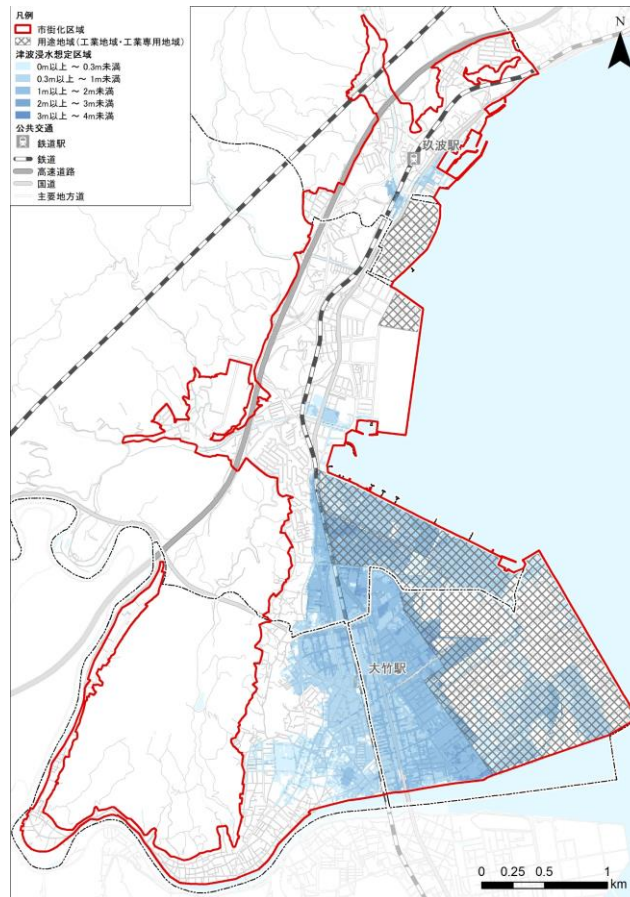 凡例
市街化区域
用途地域(工業地域・工業専用地域)
津波浸水想定区域
0m以上 ~ 0.3m未満
0.3m以上 ~ 1m未満
1m以上 ~ 2m未満
2m以上 ~ 3m未満
3m以上 ~ 4m未満
公共交通
鉄道駅
鉄道
高速道路
国道
主要地方道
N
玖波駅
大竹駅
0 0.25 0.5 1
km